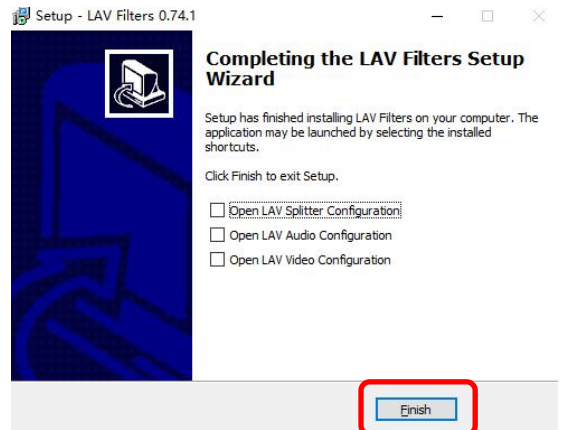 Setup - LAV Filters 0.74.1
Completing the LAV Filters Setup
Wizard
Setup has finished installing LAV Filters on your computer. The
application may be launched by selecting the installed
shortcuts.
Click Finish to exit Setup.
Open LAV Splitter Configuration
Open LAV Audio Configuration
Open LAV Video Configuration
Finish